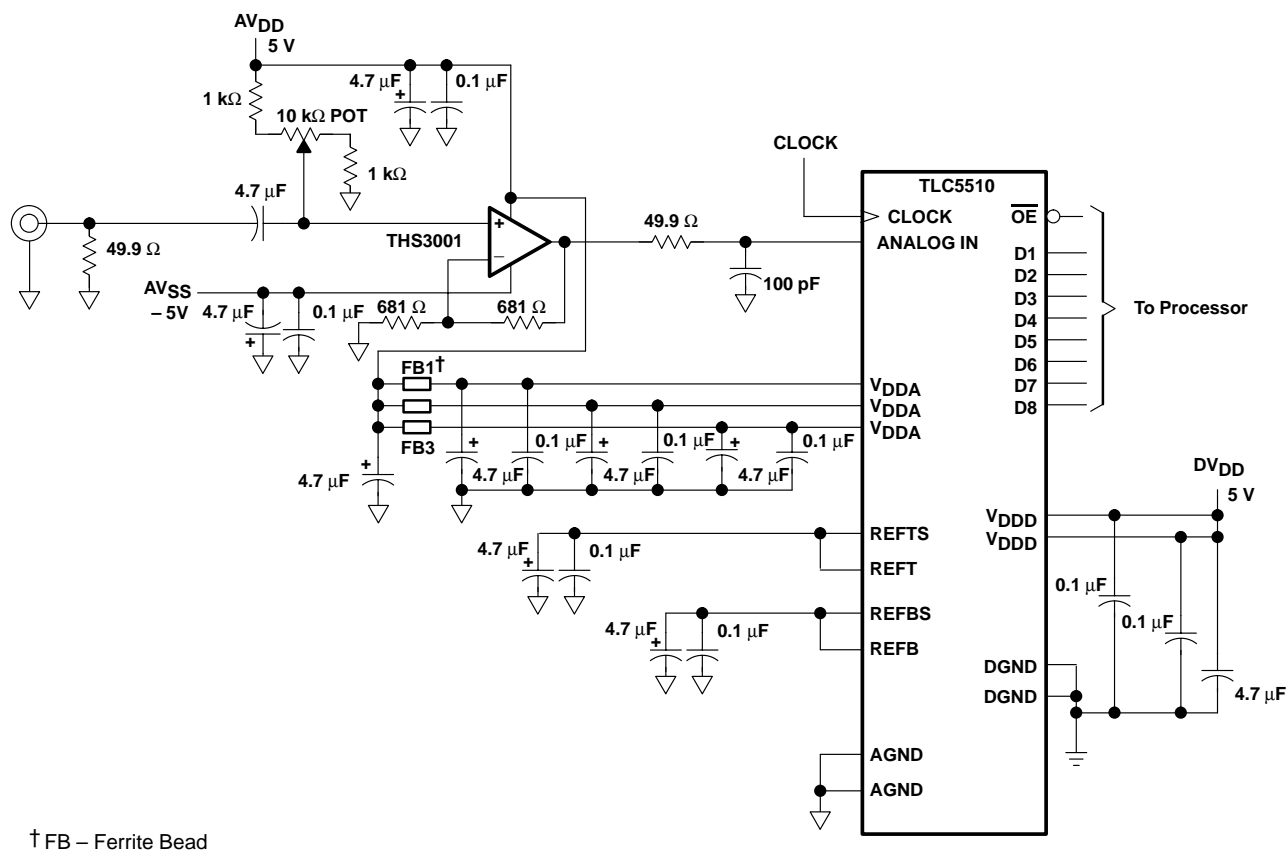 AVDD
5 V
4.7 μF
0.1 μF
+
1 kΩ
10 kΩ POT
1 kΩ
4.7 μF
+
–
THS3001
49.9 Ω
AVSS
– 5V
4.7 μF
+
0.1 μF
681 Ω
681 Ω
49.9 Ω
100 pF
CLOCK
TLC5510
CLOCK
OE
ANALOG IN
D1
D2
D3
D4
D5
D6
D7
D8
To Processor
FB1†
FB3
VDDA
VDDA
VDDA
+
4.7 μF
+
4.7 μF
0.1 μF
+
4.7 μF
0.1 μF
+
4.7 μF
0.1 μF
DVDD
5 V
VDDD
VDDD
REFTS
REFT
4.7 μF
+
0.1 μF
REFBS
REFB
4.7 μF
+
0.1 μF
0.1 μF
0.1 μF
4.7 μF
DGND
DGND
AGND
AGND
† FB – Ferrite Bead